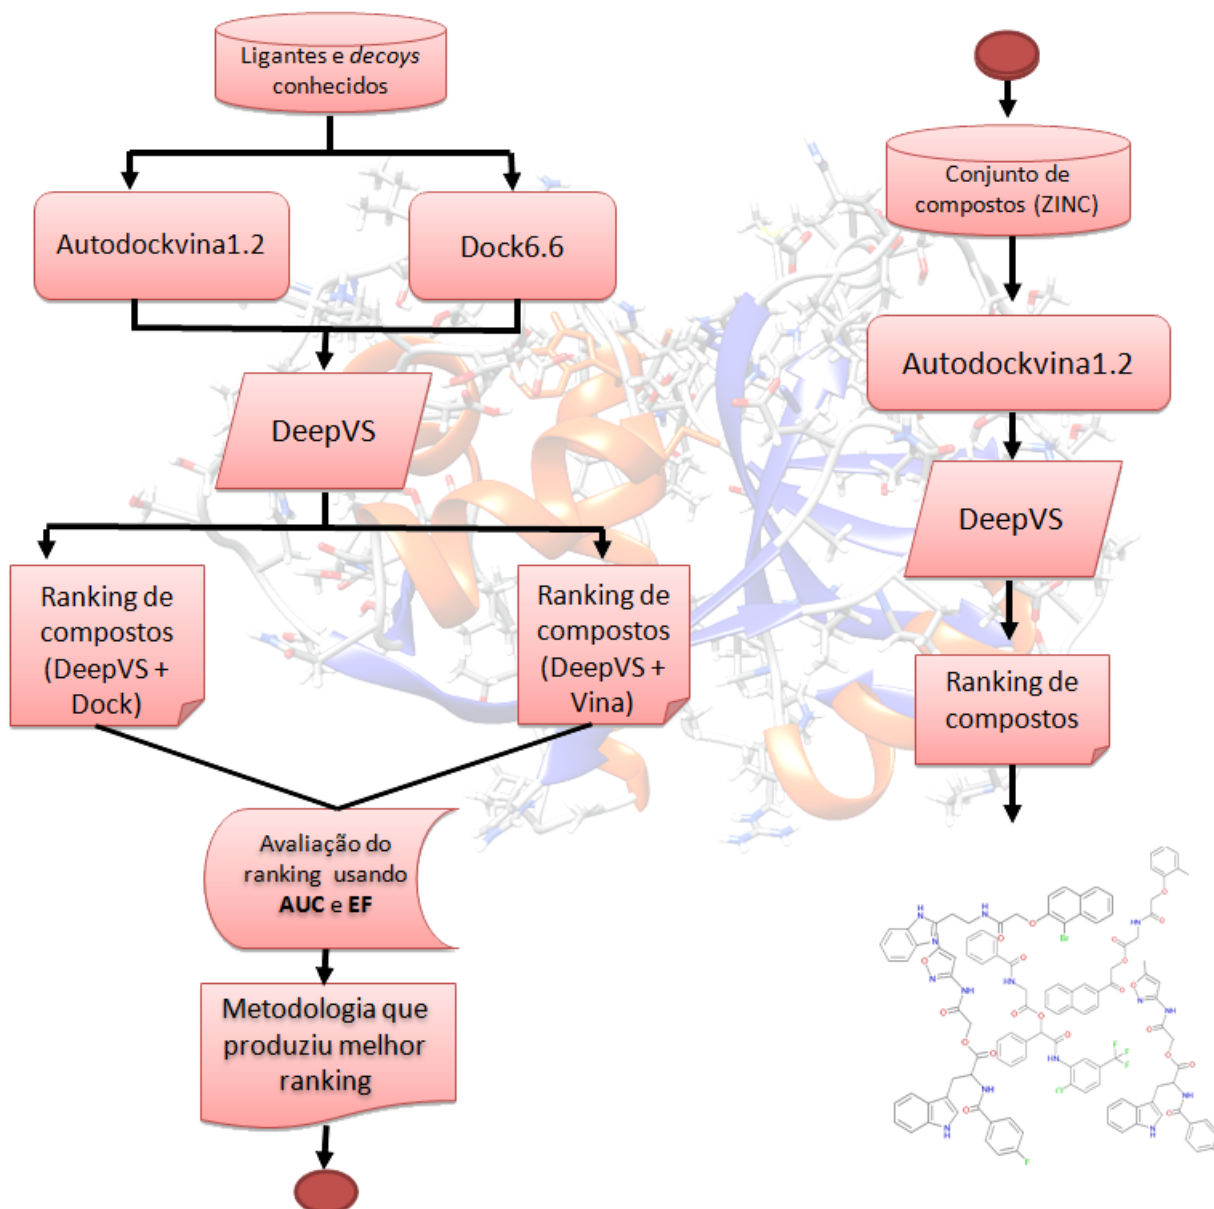 Ligantes e decoys
conhecidos
Autodockvina1.2
Dock6.6
DeepVS
Ranking de
compostos
(DeepVS +
Dock)
Ranking de
compostos
(DeepVS +
Vina)
Avaliação do
ranking usando
AUC e EF
Metodologia que
produziu melhor
ranking
Conjunto de
compostos (ZINC)
Autodockvina1.2
DeepVS
Ranking de
compostos